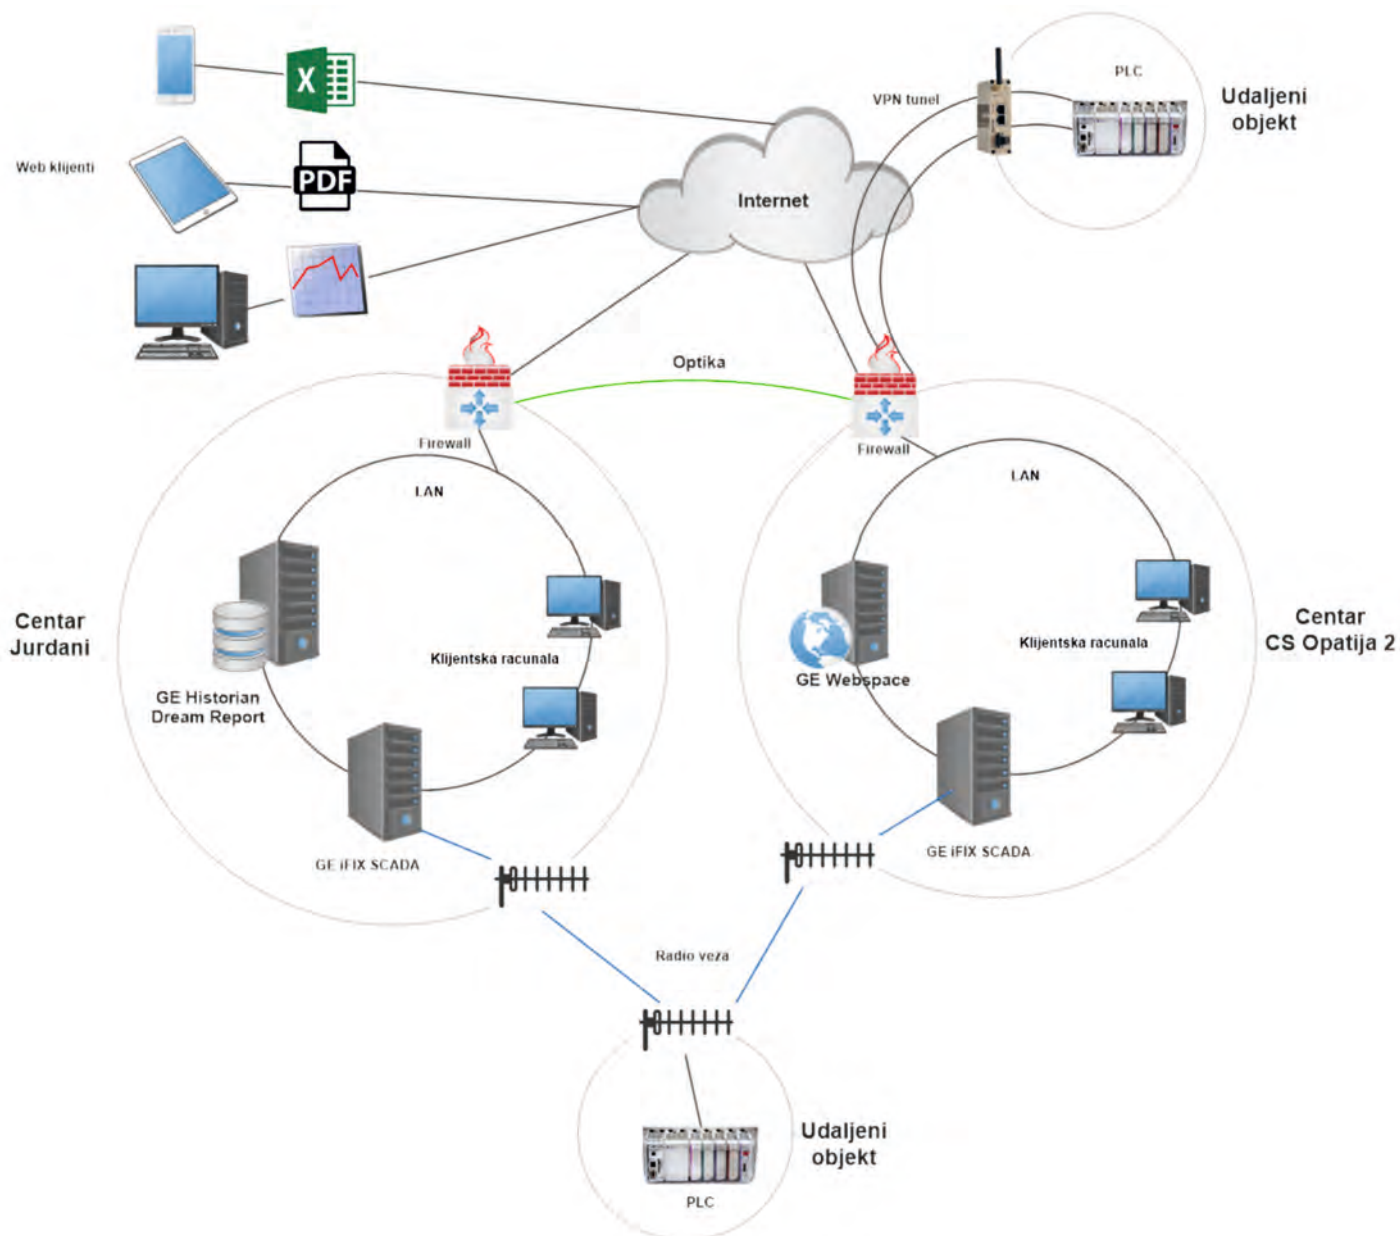 PLC
VPN tunel
Udaljeni
objekt
X
Web klijenti
PDF
Internet
Optika
Firewall
Firewall
LAN
LAN
Centar
Jurdani
Klijentska racunala
GE Historian
Dream Report
GE iFIX SCADA
Centar
CS Opatija 2
Klijentska racunala
GE Webspace
GE iFIX SCADA
Radio veza
Udaljeni
objekt
PLC